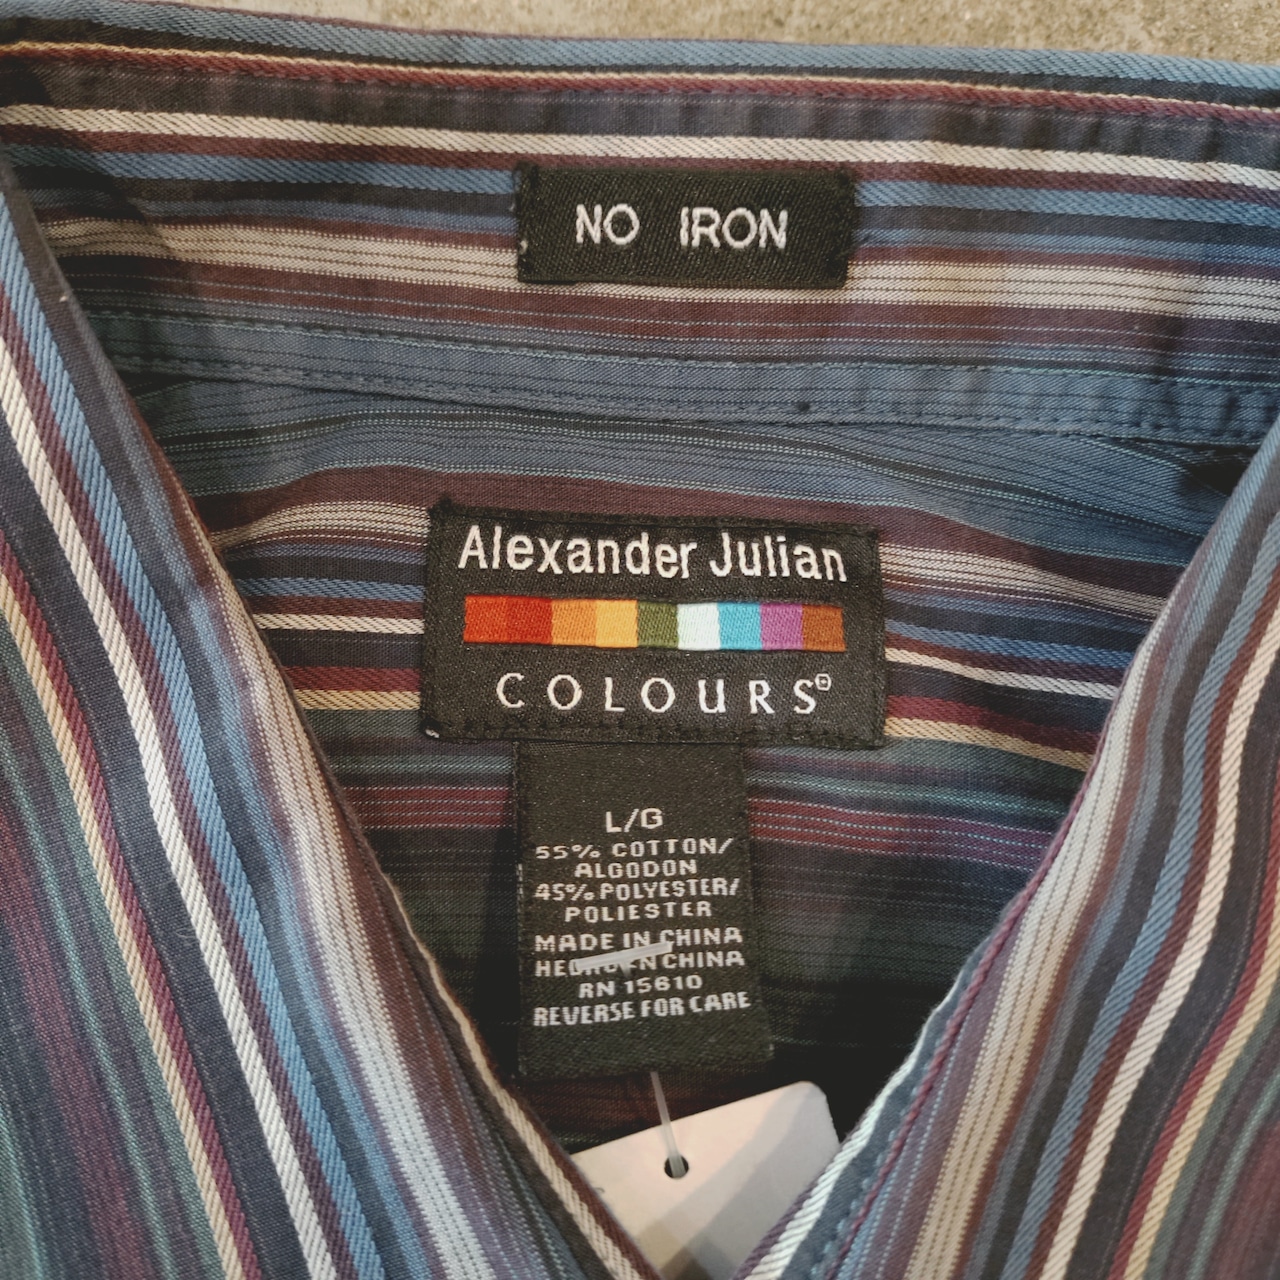 NO IRON
Alexander Julian
COLOURS
L/G
55% COTTON/
ALGODON
45% POLYESTER/
POLIESTER
MADE IN CHINA
CHINA
RN 15610
REVERSE FOR CARE